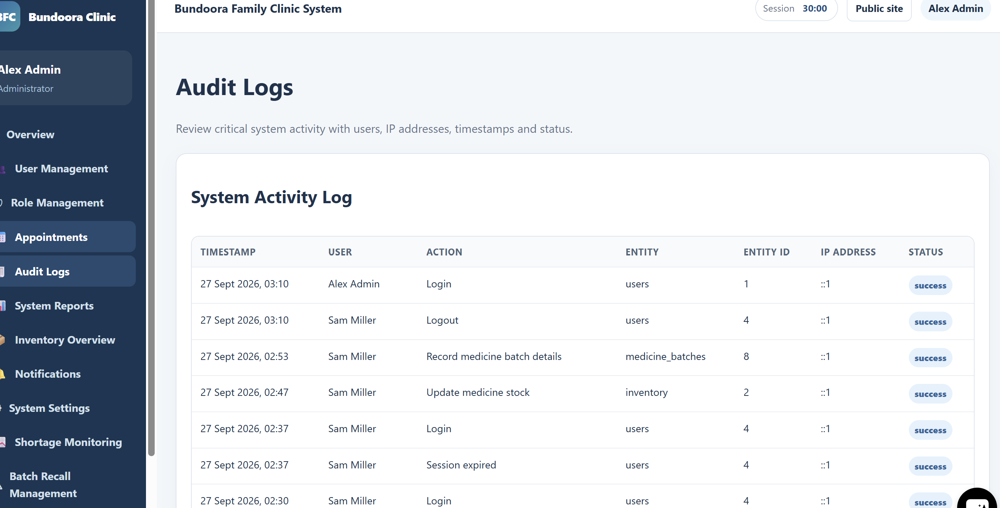 BFC Bundoora Clinic
Alex Admin
Administrator
Overview
User Management
Role Management
Appointments
Audit Logs
System Reports
Inventory Overview
Notifications
System Settings
Shortage Monitoring
Batch Recall
Management
Bundoora Family Clinic System
Session 30:00
Public site
Alex Admin
Audit Logs
Review critical system activity with users, IP addresses, timestamps and status.
System Activity Log
TIMESTAMP USER ACTION ENTITY ENTITY ID IP ADDRESS STATUS
27 Sept 2026, 03:10 Alex Admin Login users 1 ::1 success
27 Sept 2026, 03:10 Sam Miller Logout users 4 ::1 success
27 Sept 2026, 02:53 Sam Miller Record medicine batch details medicine_batches 8 ::1 success
27 Sept 2026, 02:47 Sam Miller Update medicine stock inventory 2 ::1 success
27 Sept 2026, 02:37 Sam Miller Login users 4 ::1 success
27 Sept 2026, 02:37 Sam Miller Session expired users 4 ::1 success
27 Sept 2026, 02:30 Sam Miller Login users 4 ::1 success